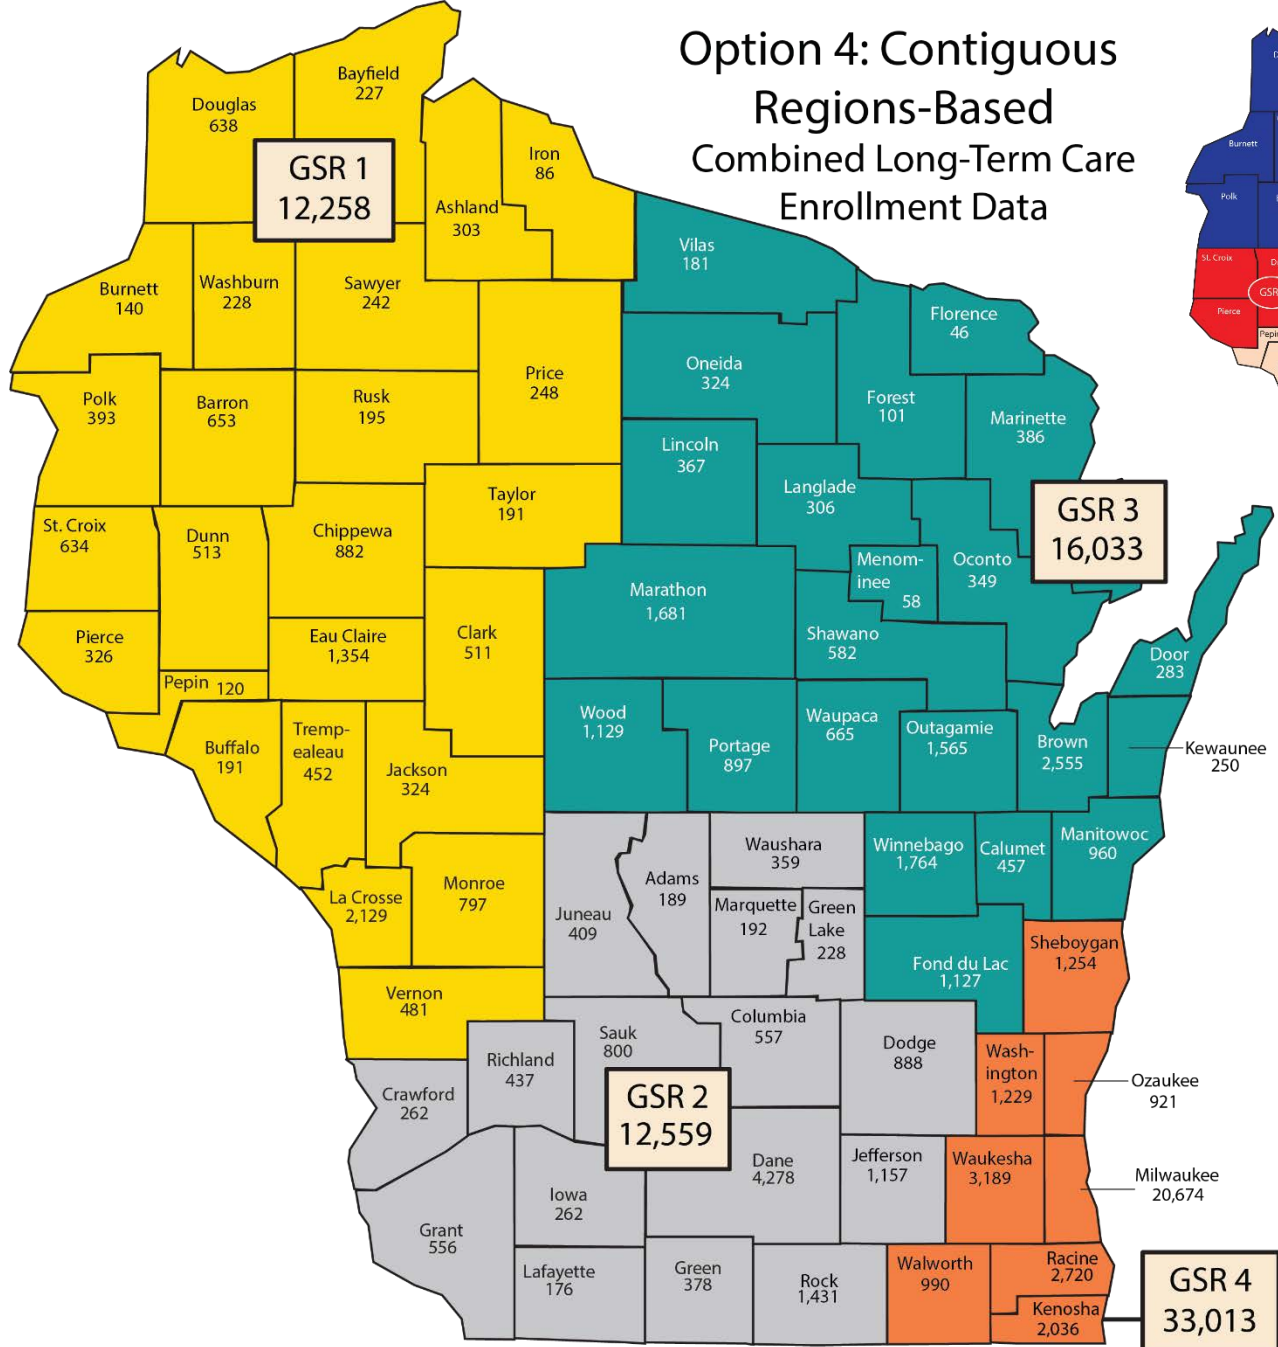 Option 4: Contiguous
Regions-Based
Combined Long-Term Care
Enrollment Data
GSR 1
12,258
Douglas
638
Bayfield
227
Iron
86
Ashland
303
Burnett
140
Washburn
228
Sawyer
242
Price
248
Polk
393
Barron
653
Rusk
195
Taylor
191
St. Croix
634
Dunn
513
Chippewa
882
Pierce
326
Eau Claire
1,354
Clark
511
Pepin 120
Buffalo
191
Tremp-
ealeau
452
Jackson
324
La Crosse
2,129
Monroe
797
Vernon
481
GSR 3
16,033
Vilas
181
Florence
46
Oneida
324
Forest
101
Marinette
386
Lincoln
367
Langlade
306
Menom-
inee
58
Oconto
349
Marathon
1,681
Shawano
582
Door
283
Wood
1,129
Portage
897
Waupaca
665
Outagamie
1,565
Brown
2,555
Kewaunee
250
Winnebago
1,764
Calumet
457
Manitowoc
960
Fond du Lac
1,127
GSR 2
12,559
Juneau
409
Adams
189
Waushara
359
Marquette
192
Green
Lake
228
Sauk
800
Columbia
557
Dodge
888
Richland
437
Crawford
262
Dane
4,278
Jefferson
1,157
Iowa
262
Grant
556
Lafayette
176
Green
378
Rock
1,431
Sheboygan
1,254
Wash-
ington
1,229
Ozaukee
921
Waukesha
3,189
Milwaukee
20,674
Walworth
990
Racine
2,720
Kenosha
2,036
GSR 4
33,013
Burnett
Polk
St. Croix
GSR
Pierce